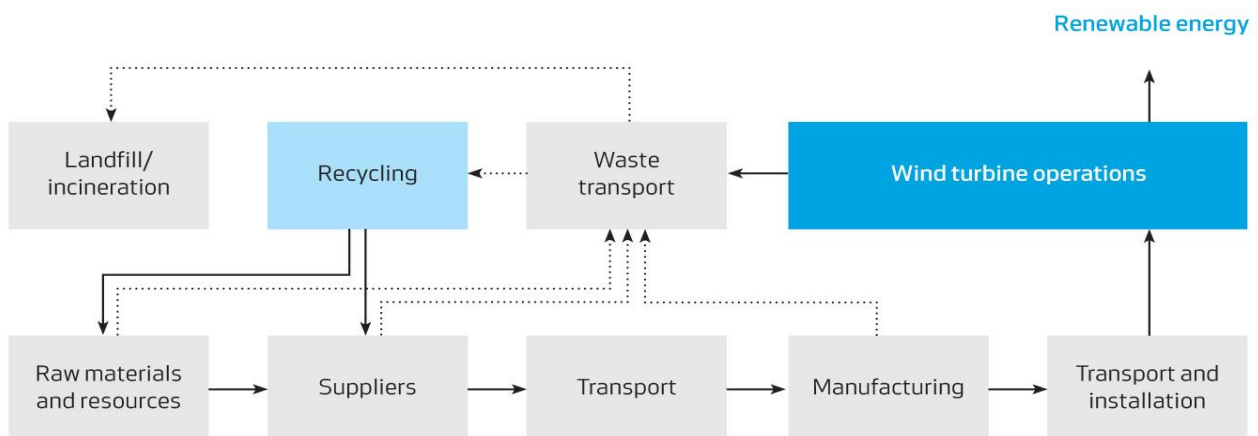 Renewable energy
Landfill/
incineration
Recycling
Waste
transport
Wind turbine operations
Raw materials
and resources
Suppliers
Transport
Manufacturing
Transport and
installation